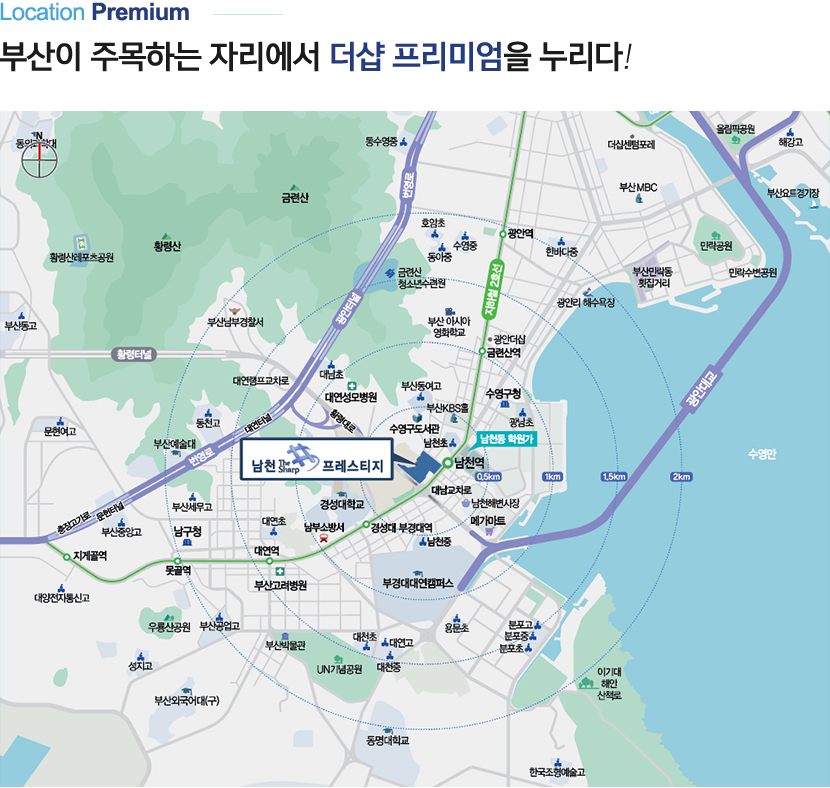 Location Premium
부산이 주목하는 자리에서 더샵 프리미엄을 누리다!
N
동수영중
번영로
더샵센텀포레
올림픽공원
해강고
부산요트경기장
부산 MBC
금련산
황령산
황령산레포츠공원
호암초
수영중
동아중
광안역
한바다중
민락공원
민락수변공원
부산민락동
횟집거리
금련산
청소년수련원
지하철 2호선
광안리 해수욕장
부산동고
부산남부경찰서
광안터널
부산 아시아
영화학교
광안더샵
금련산역
황령터널
대남초
대연캠프교차로
대연성모병원
부산동여고
수영구청
광안대교
문현여고
동천고
대연터널
황령대로
부산KBS홀
수영구도서관
광남초
남천초
남천동 학원가
부산예술대
번영로
남천 The Sharp 프레스티지
남천역
수영만
0.5km
1km
1.5km
2km
대남교차로
경성대학교
남천해변시장
메가마트
부산세무고
충장고가로
문현터널
부산중앙고
남구청
대연초
남부소방서
경성대 부경대역
남천중
지게골역
못골역
대연역
부산고려병원
부경대대연캠퍼스
대양전자통신고
우룡산공원
부산공업고
용문초
분포고
분포중
분포초
부산박물관
대천초
대연고
대천중
UN기념공원
성지고
이기대
해안
산책로
부산외국어대(구)
동명대학교
한국조형예술고